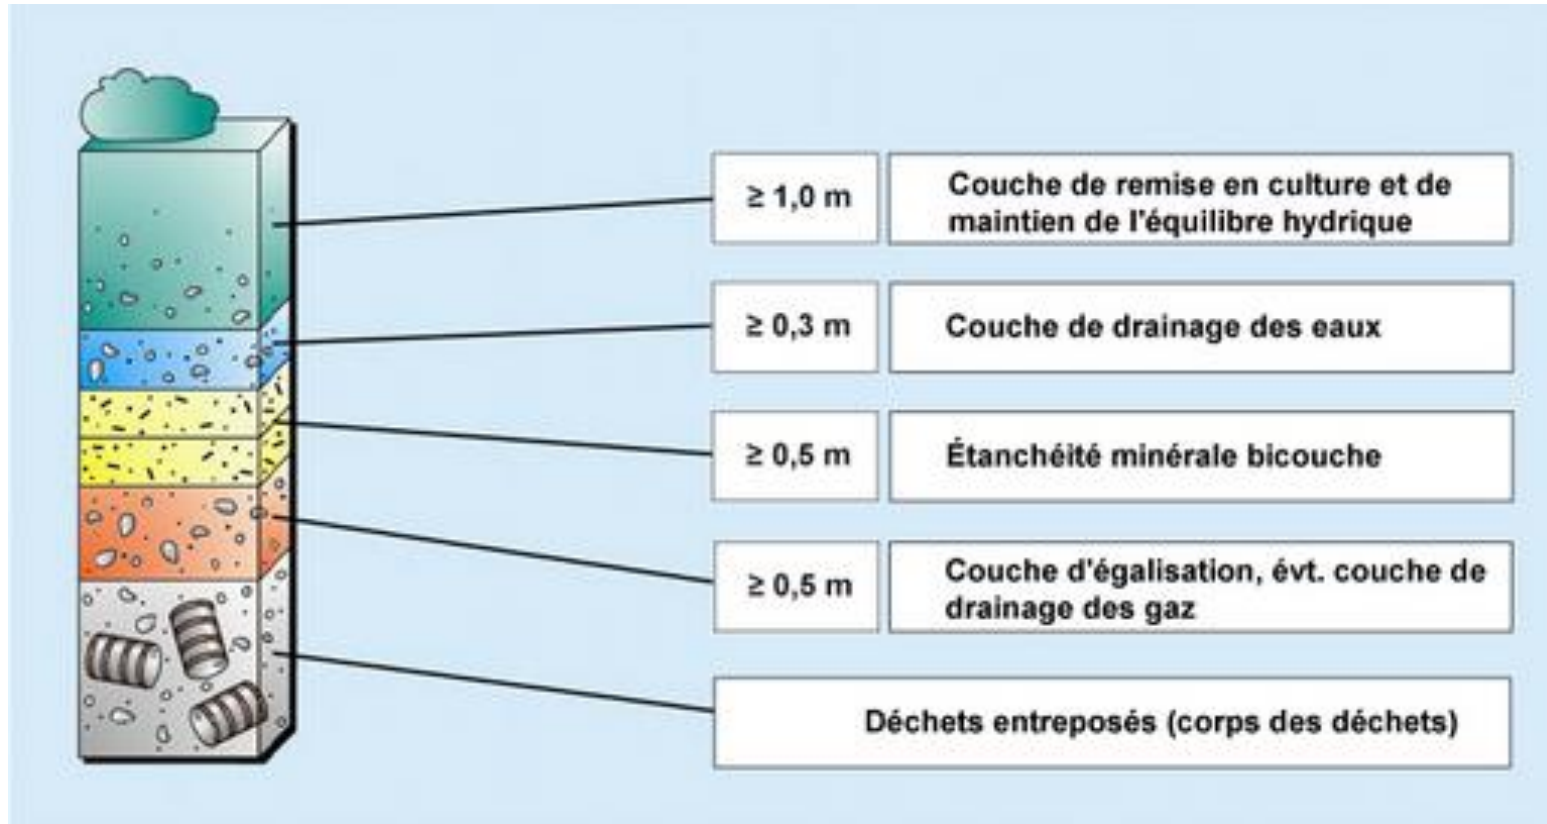 ≥ 1,0 m
Couche de remise en culture et de
maintien de l'équilibre hydrique
≥ 0,3 m
Couche de drainage des eaux
≥ 0,5 m
Étanchéité minérale bicouche
≥ 0,5 m
Couche d'égalisation, évt. couche de
drainage des gaz
Déchets entreposés (corps des déchets)